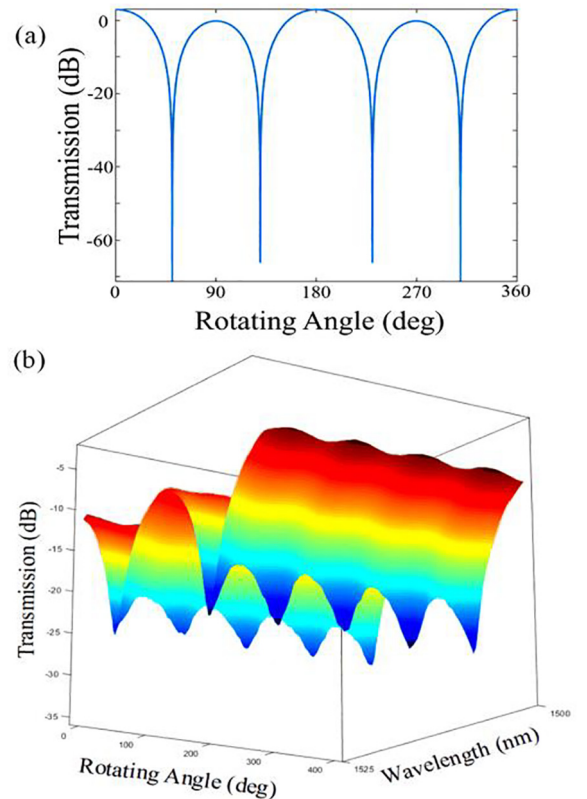 (a)
Transmission (dB)
0
-20
-40
-60
0 90 180 270 360
Rotating Angle (deg)
(b)
Transmission (dB)
-5
-10
-15
-20
-25
-30
-35
0 100 200 300 400
Rotating Angle (deg)
1525 1500
Wavelength (nm)